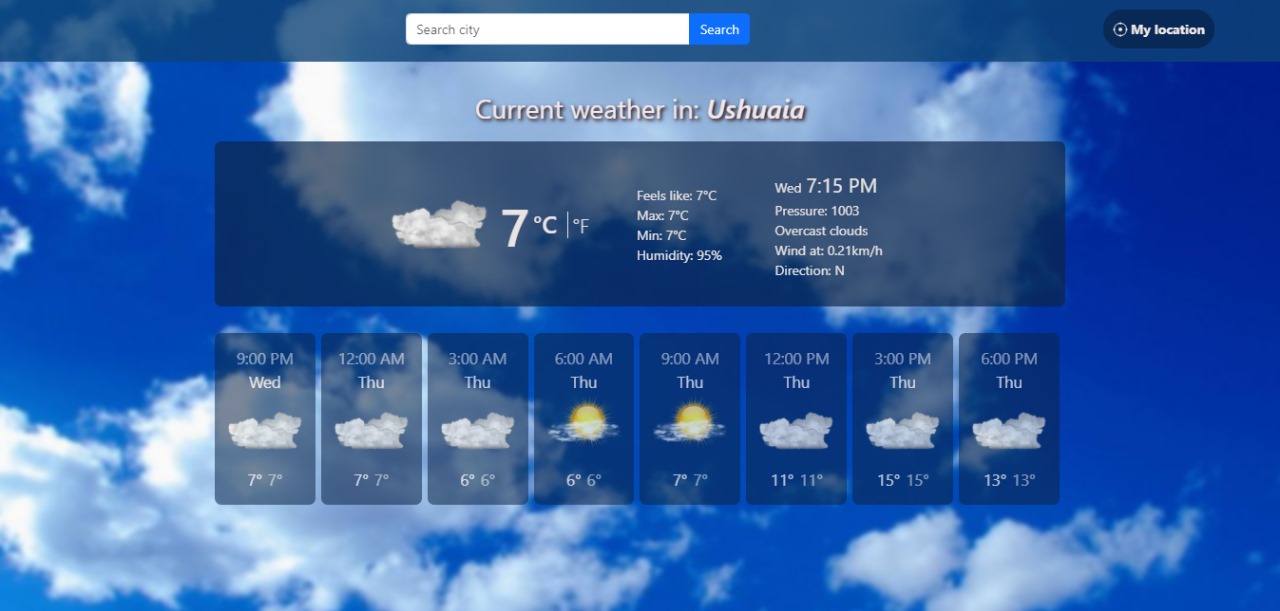 Search city Search My location
Current weather in: Ushuaia
7 °C °F
Feels like: 7°C
Max: 7°C
Min: 7°C
Humidity: 95%
Wed 7:15 PM
Pressure: 1003
Overcast clouds
Wind at: 0.21km/h
Direction: N
9:00 PM
Wed
7° 7°
12:00 AM
Thu
7° 7°
3:00 AM
Thu
6° 6°
6:00 AM
Thu
6° 6°
9:00 AM
Thu
7° 7°
12:00 PM
Thu
11° 11°
3:00 PM
Thu
15° 15°
6:00 PM
Thu
13° 13°